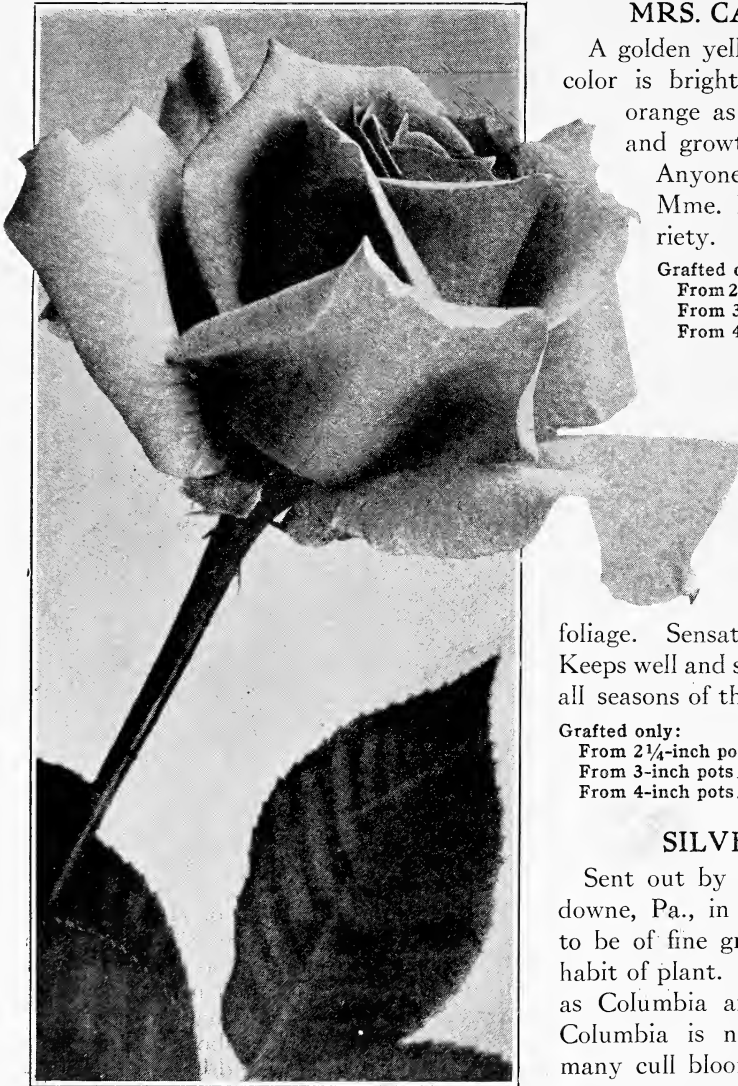 MRS. CA
A golden yell
color is bright
orange as
and growt
Anyone
Mme.
riety.
Grafted o
From 2
From 3
From 4
foliage. Sensat
Keeps well and s
all seasons of th
Grafted only:
From 2¼-inch po
From 3-inch pots
From 4-inch pots
SILVE
Sent out by
downe, Pa., in
to be of fine gr
habit of plant.
as Columbia a
Columbia is n
many cull bloo